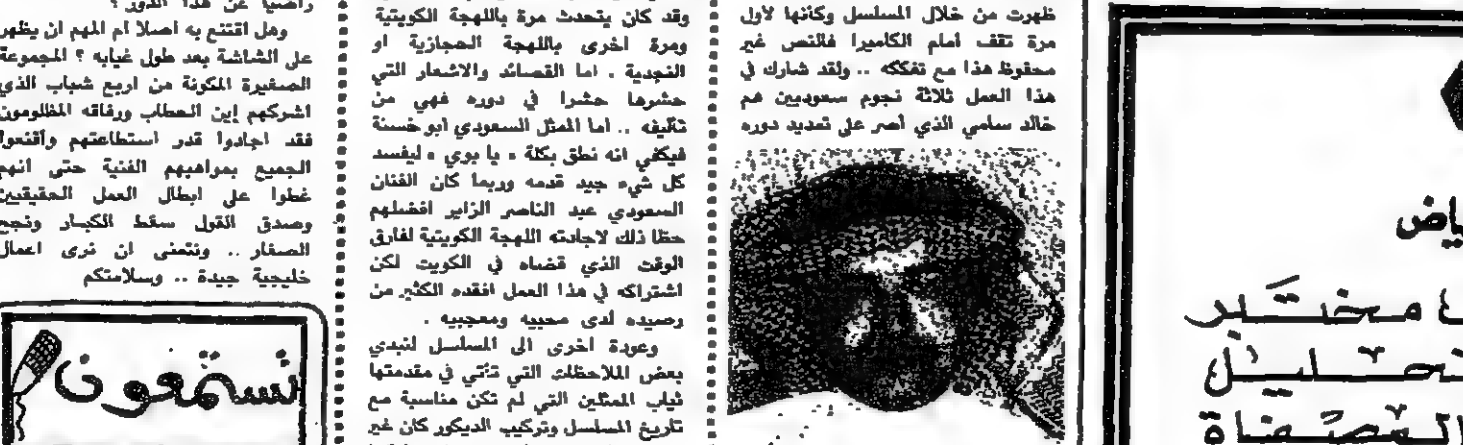 ياض
مختبر
المصفاة
ظهرت من خلال المسلسل وكأنها لاول
مرة تقف أمام الكاميرا فالنص غير
محفوظ هذا مع تفككه .. ولقد شارك في
هذا العمل ثلاثة نجوم سعوديين هم
خالد سامي الذي أصر على تمديد دوره
وقد كان يتحدث مرة باللهجة الكويتية
ومرة اخرى باللهجة الحجازية او
النجدية . اما القصائد والاشعار التي
حشرها حشرا في دوره فهي من
تأليفه .. اما الممثل السعودي ابو خسنة
فيكفي انه نطق بكلة « يا بوي » ليفسد
كل شيء جيد قدمه وربما كان الفنان
السعودي عبد الناصر الزاير افضلهم
حظا ذلك لاجادته اللهجة الكويتية لفارق
الوقت الذي قضاه في الكويت لكن
اشتراكه في هذا العمل افقده الكثير من
رصيده لدى محبيه ومعجبيه .
وعودة اخرى الى المسلسل لنبدي
بعض الملاحظات التي تأتي في مقدمتها
ثياب الممثلين التي لم تكن مناسبة مع
تاريخ المسلسل وتركيب الديكور كان غير
راضيا عن هذا الدور ؟
وهل اقتنع به اصلا ام المهم ان يظهر
على الشاشة بعد طول غيابه ؟ المجموعة
الصغيرة المكونة من اربع شباب الذي
اشركهم إبن الحطاب ورفاقه المظلومون
فقد اجادوا قدر استطاعتهم وأقنعوا
الجميع بمواهبهم الفنية حتى انهم
غطوا على ابطال العمل الحقيقيين
وصدق القول سقط الكبار ونجح
الصغار .. ونتمنى ان نرى اعمال
خليجية جيدة .. وسلامتكم
تستمعون